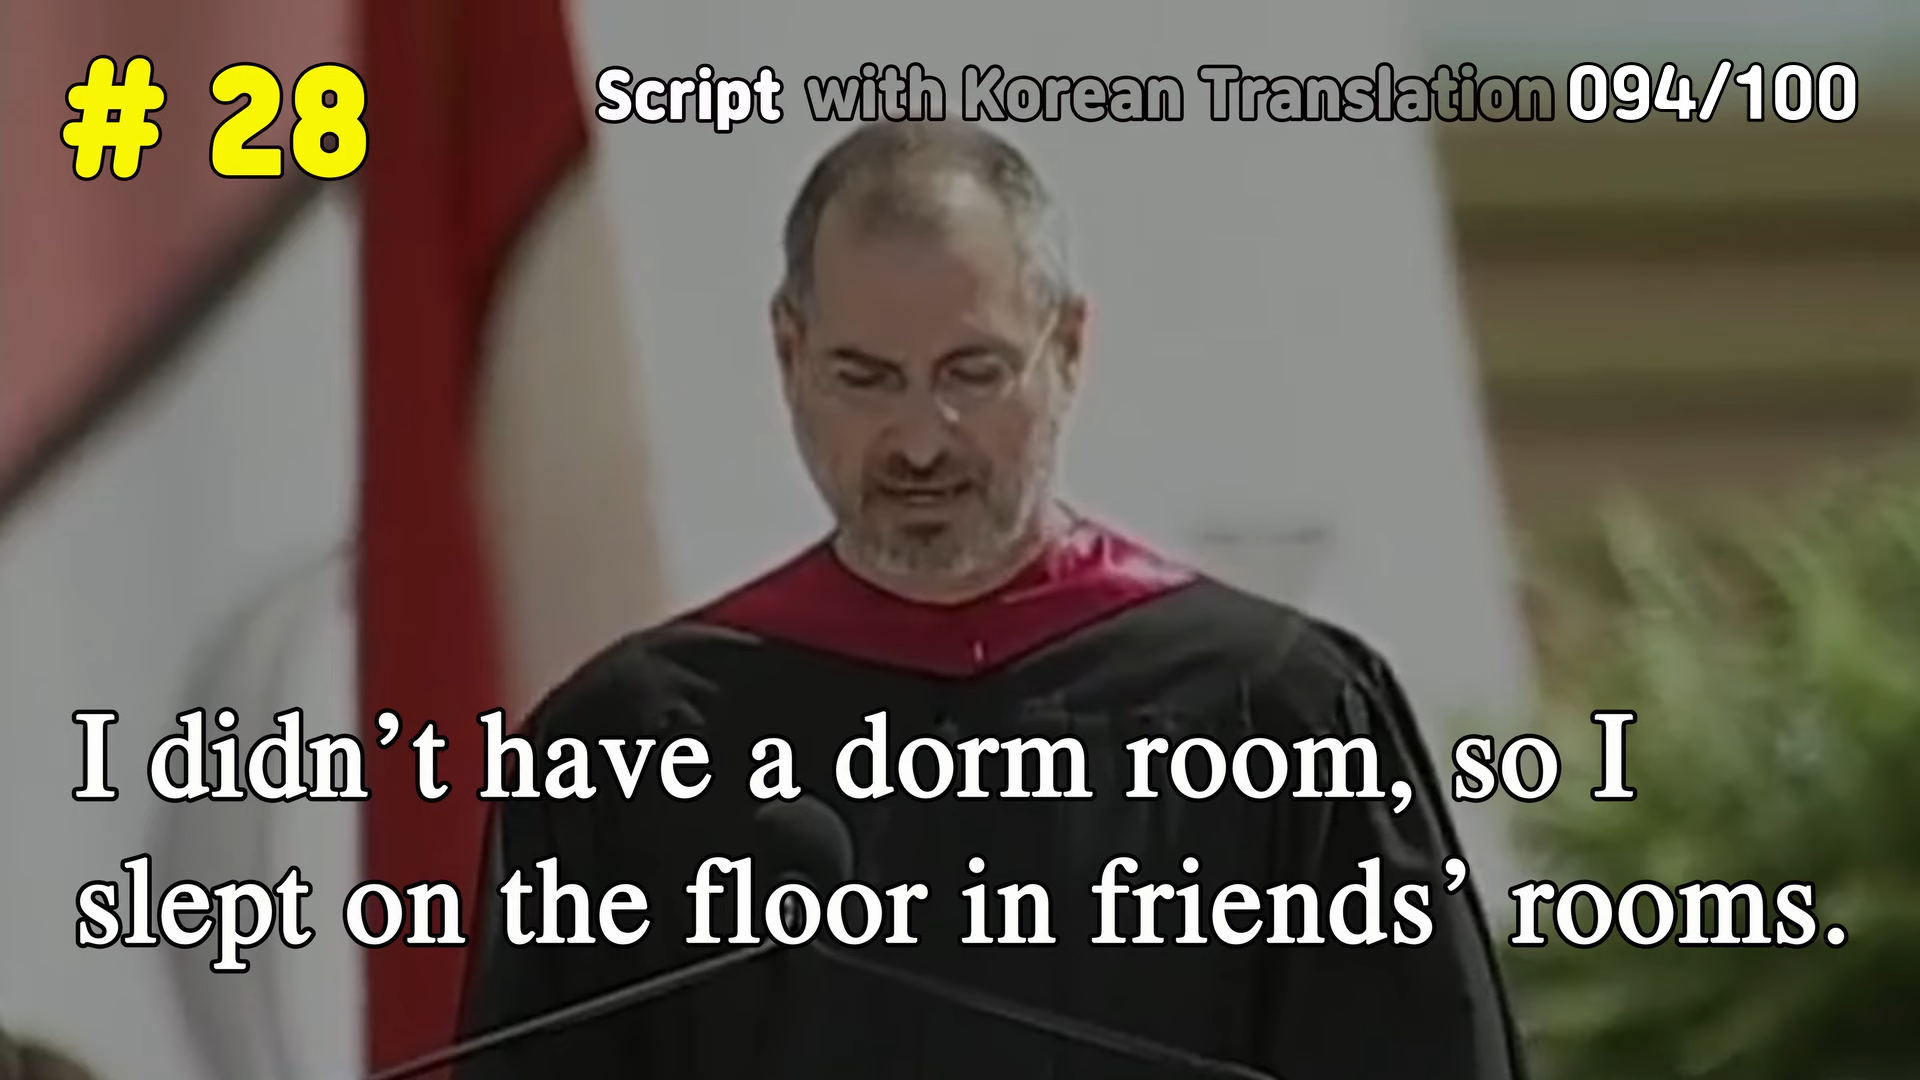 # 28
Script with Korean Translation 094/100
I didn’t have a dorm room, so I
slept on the floor in friends’ rooms.